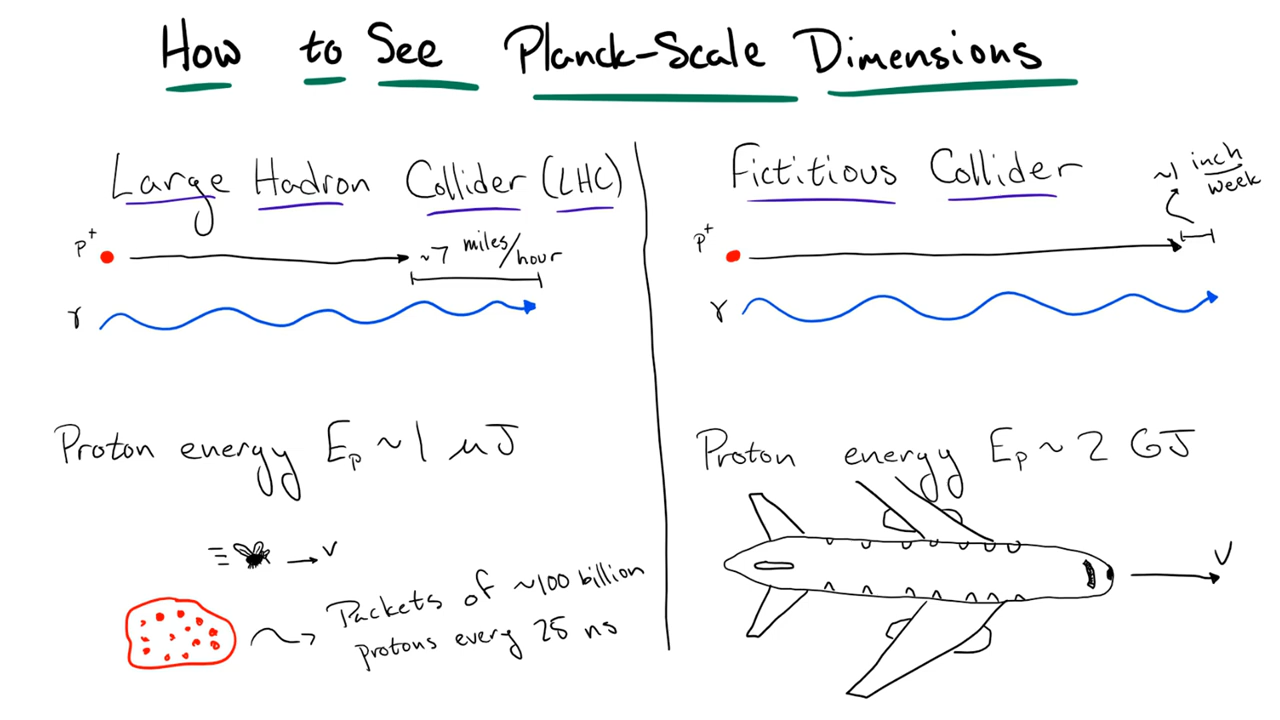 How to See Planck-Scale Dimensions
Large Hadron Collider (LHC)
p⁺
~7 miles/hour
γ
Proton energy Eₚ ~ 1 μJ
v
Packets of ~100 billion
protons every 25 ns
Fictitious Collider
~1 inch/week
p⁺
γ
Proton energy Eₚ ~ 2 GJ
v